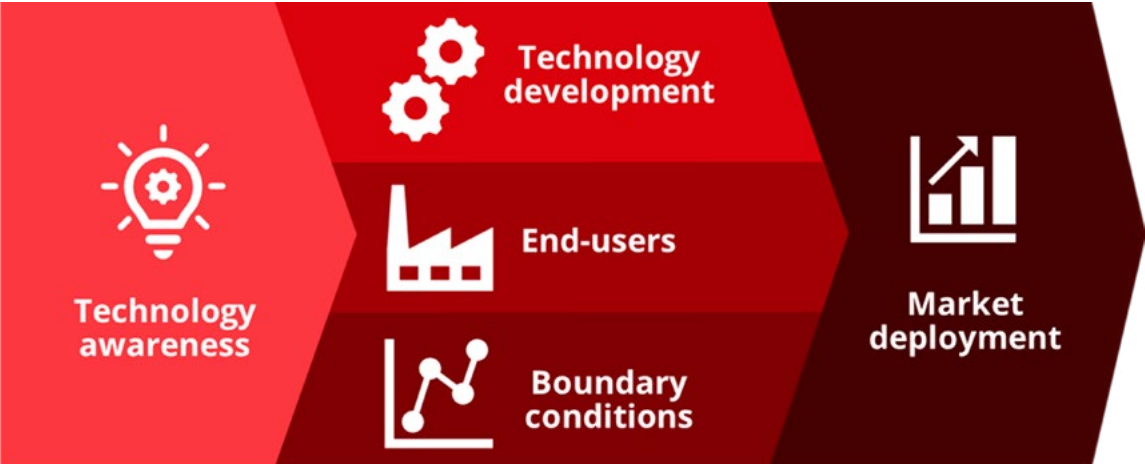 Technology
awareness
Technology
development
End-users
Boundary
conditions
Market
deployment